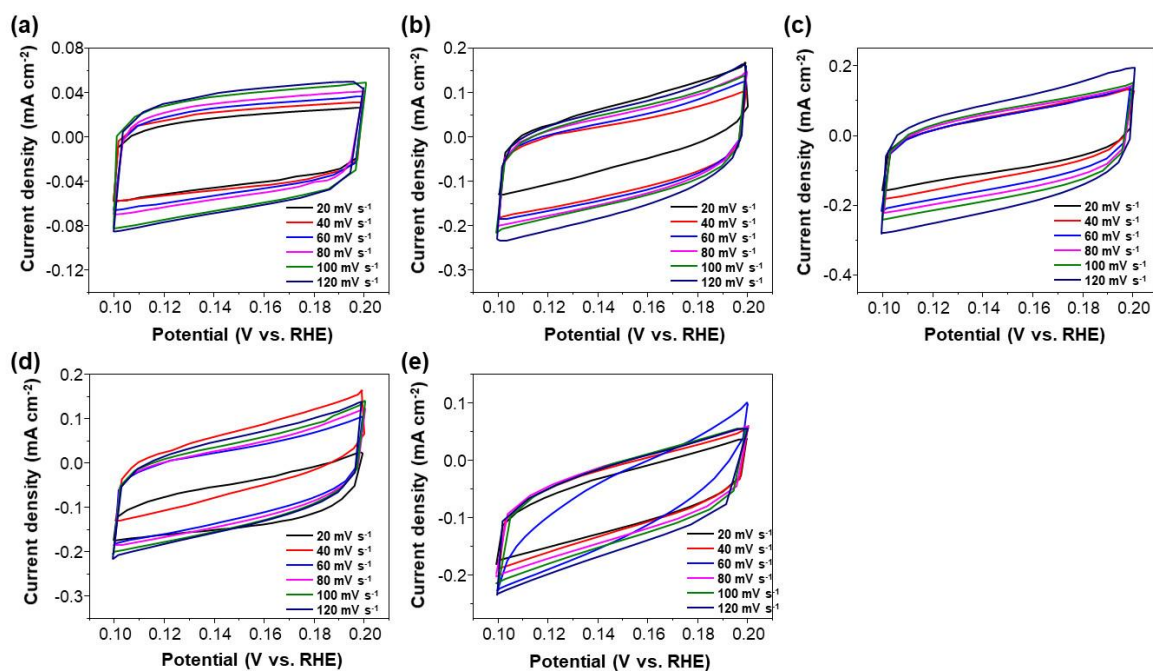 (a)
0.08
0.04
0.00
-0.04
-0.08
-0.12
Current density (mA cm⁻²)
20 mV s⁻¹
40 mV s⁻¹
60 mV s⁻¹
80 mV s⁻¹
100 mV s⁻¹
120 mV s⁻¹
0.10 0.12 0.14 0.16 0.18 0.20
Potential (V vs. RHE)
(b)
0.2
0.1
0.0
-0.1
-0.2
-0.3
Current density (mA cm⁻²)
20 mV s⁻¹
40 mV s⁻¹
60 mV s⁻¹
80 mV s⁻¹
100 mV s⁻¹
120 mV s⁻¹
0.10 0.12 0.14 0.16 0.18 0.20
Potential (V vs. RHE)
(c)
0.2
0.0
-0.2
-0.4
Current density (mA cm⁻²)
20 mV s⁻¹
40 mV s⁻¹
60 mV s⁻¹
80 mV s⁻¹
100 mV s⁻¹
120 mV s⁻¹
0.10 0.12 0.14 0.16 0.18 0.20
Potential (V vs. RHE)
(d)
0.2
0.1
0.0
-0.1
-0.2
-0.3
Current density (mA cm⁻²)
20 mV s⁻¹
40 mV s⁻¹
60 mV s⁻¹
80 mV s⁻¹
100 mV s⁻¹
120 mV s⁻¹
0.10 0.12 0.14 0.16 0.18 0.20
Potential (V vs. RHE)
(e)
0.1
0.0
-0.1
-0.2
Current density (mA cm⁻²)
20 mV s⁻¹
40 mV s⁻¹
60 mV s⁻¹
80 mV s⁻¹
100 mV s⁻¹
120 mV s⁻¹
0.10 0.12 0.14 0.16 0.18 0.20
Potential (V vs. RHE)